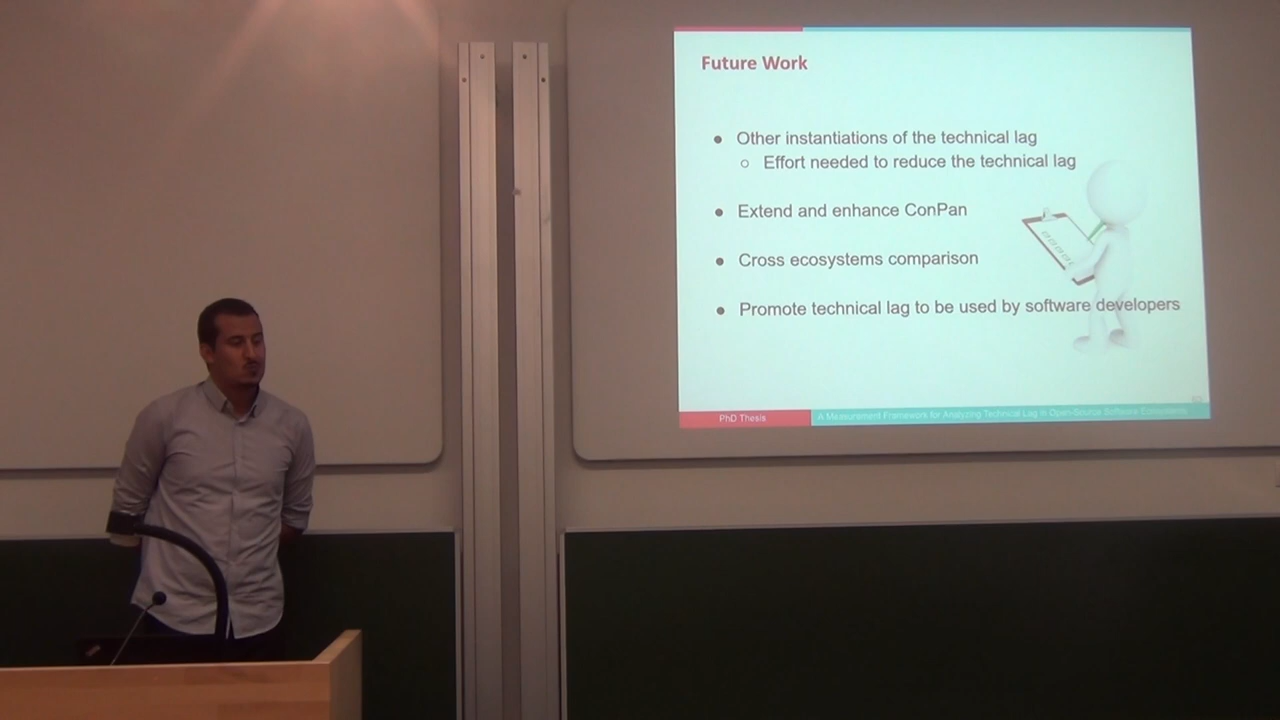 Future Work
● Other instantiations of the technical lag
○ Effort needed to reduce the technical lag
● Extend and enhance ConPan
● Cross ecosystems comparison
● Promote technical lag to be used by software developers
PhD Thesis
A Measurement Framework for Analyzing Technical Lag in Open-Source Software Ecosystems